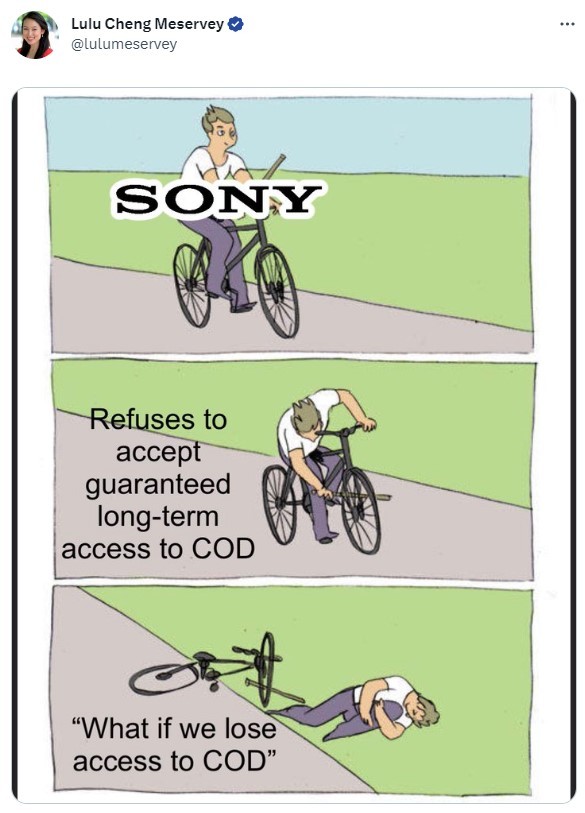 Lulu Cheng Meservey
@lulumeservey
SONY
Refuses to
accept
guaranteed
long-term
access to COD
“What if we lose
access to COD”